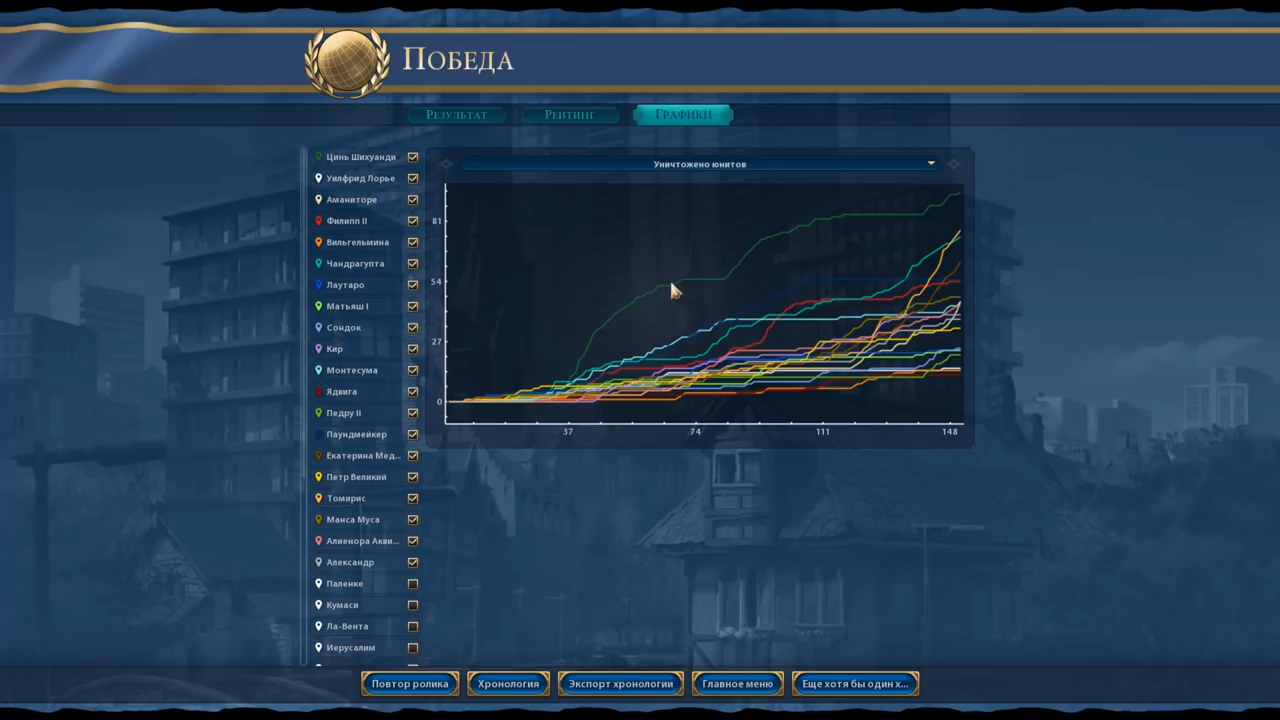 Победа
Результат
Рейтинг
Графики
Цинь Шихуанди
Уилфрид Лорье
Аманиторе
Филипп II
Вильгельмина
Чандрагупта
Лаутаро
Матьяш I
Сондок
Кир
Монтесума
Ядвига
Педру II
Паундмейкер
Екатерина Мед...
Петр Великий
Томирис
Манса Муса
Алиенора Акви...
Александр
Паленке
Кумаси
Ла-Вента
Иерусалим
Уничтожено юнитов
81
54
27
0
37 74 111 148
Повтор ролика
Хронология
Экспорт хронологии
Главное меню
Еще хотя бы один х...